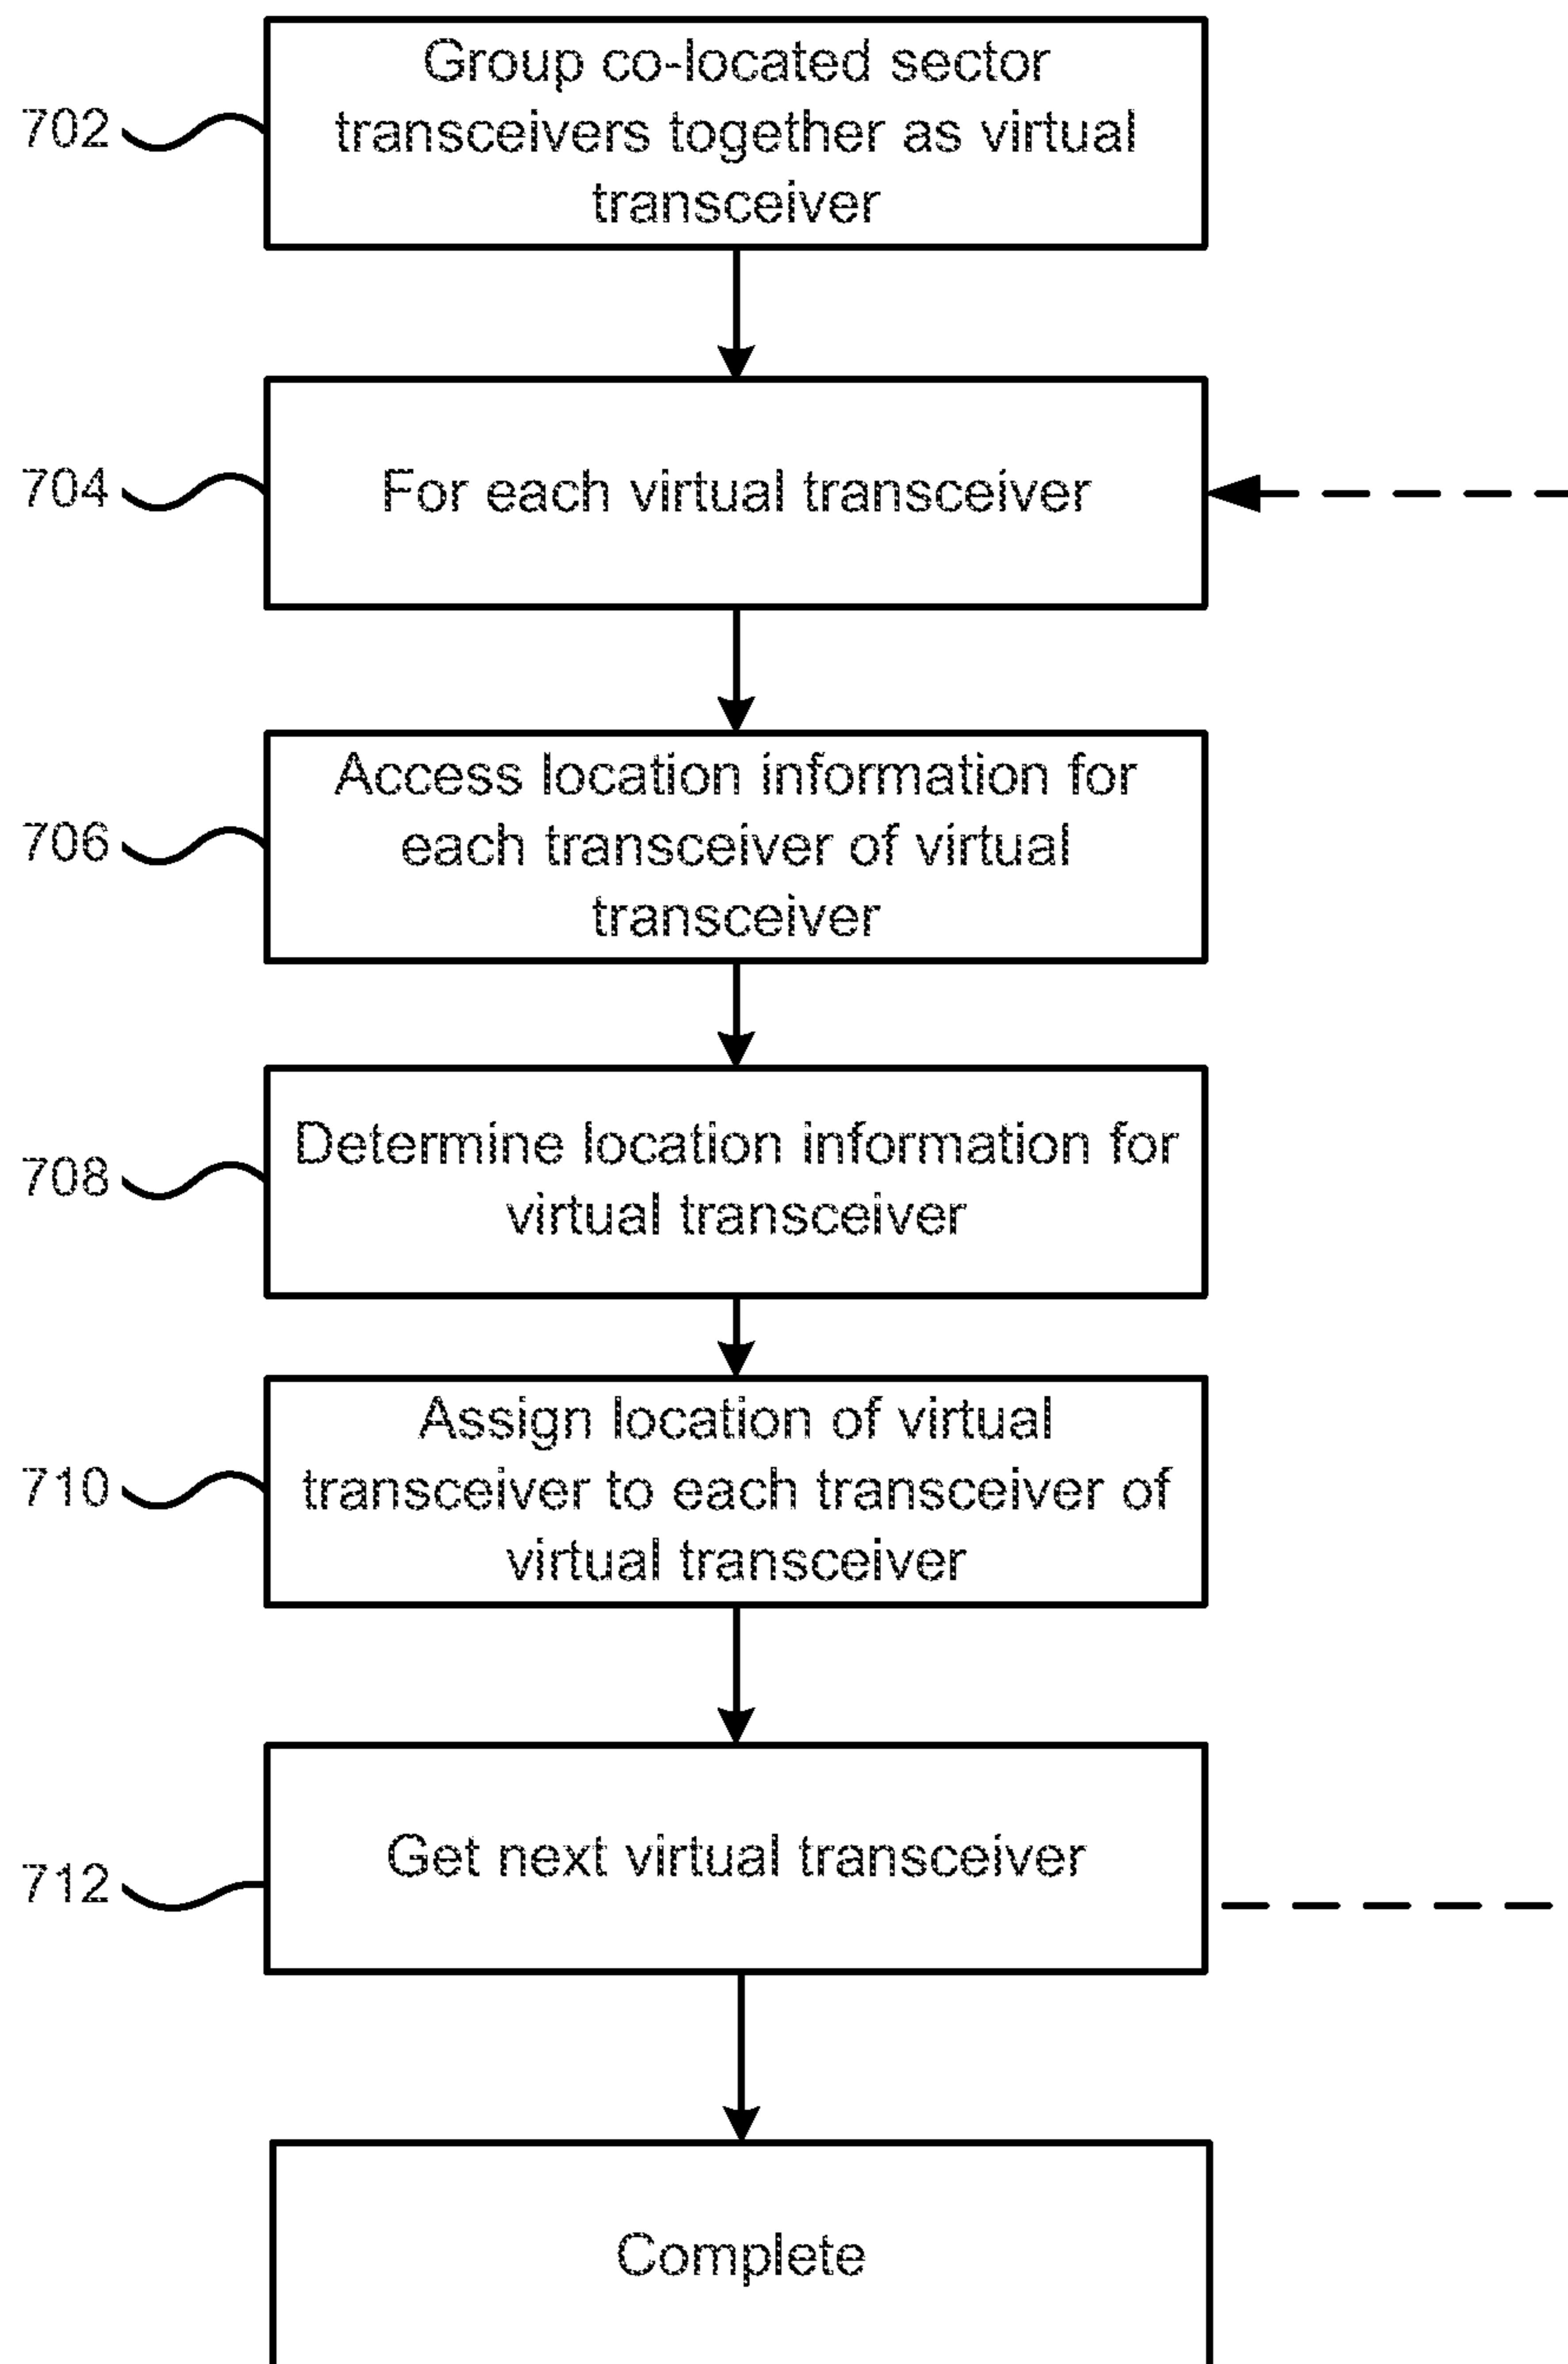 702
Group co-located sector
transceivers together as virtual
transceiver
704
For each virtual transceiver
706
Access location information for
each transceiver of virtual
transceiver
708
Determine location information for
virtual transceiver
710
Assign location of virtual
transceiver to each transceiver of
virtual transceiver
712
Get next virtual transceiver
Complete